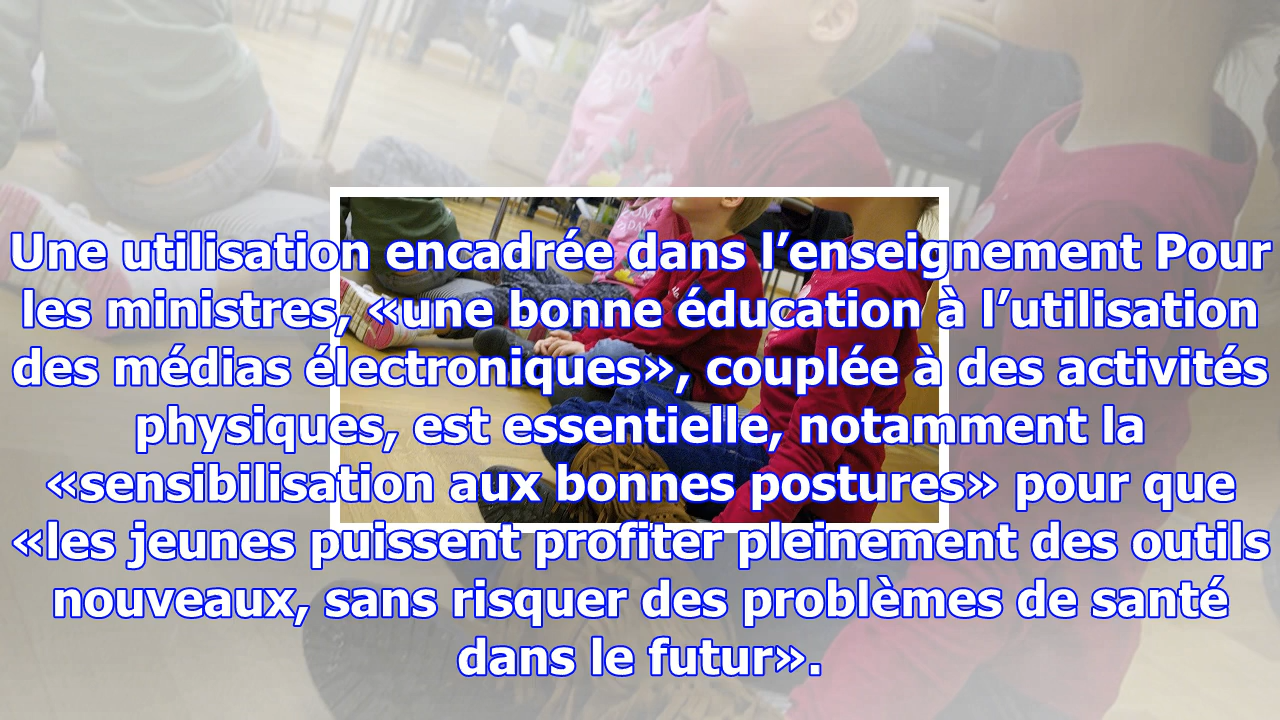 Une utilisation encadrée dans l’enseignement Pour
les ministres, «une bonne éducation à l’utilisation
des médias électroniques», couplée à des activités
physiques, est essentielle, notamment la
«sensibilisation aux bonnes postures» pour que
«les jeunes puissent profiter pleinement des outils
nouveaux, sans risquer des problèmes de santé
dans le futur».